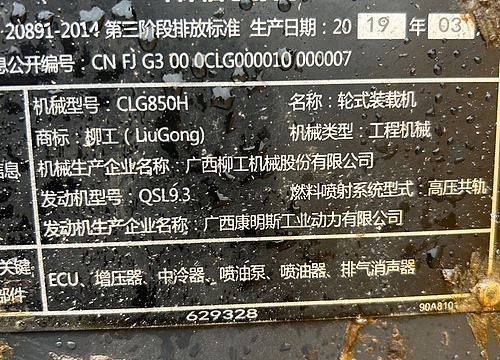 20891-2014 第三阶段排放标准 生产日期：20 19 年 03
息公开编号 CN FJ G3 00 0CLG000010 000007
机械型号：CLG850H 名称：轮式装载机
商标：柳工（LiuGong) 机械类型：工程机械
信息 机械生产企业名称：广西柳工机械股份有限公司
发动机型号：QSL9.3 燃料喷射系统型式：高压共轨
发动机生产企业名称：广西康明斯工业动力有限公司
关键
部件 ECU、增压器、中冷器、喷油泵、喷油器、排气消声器
629328 90A8101